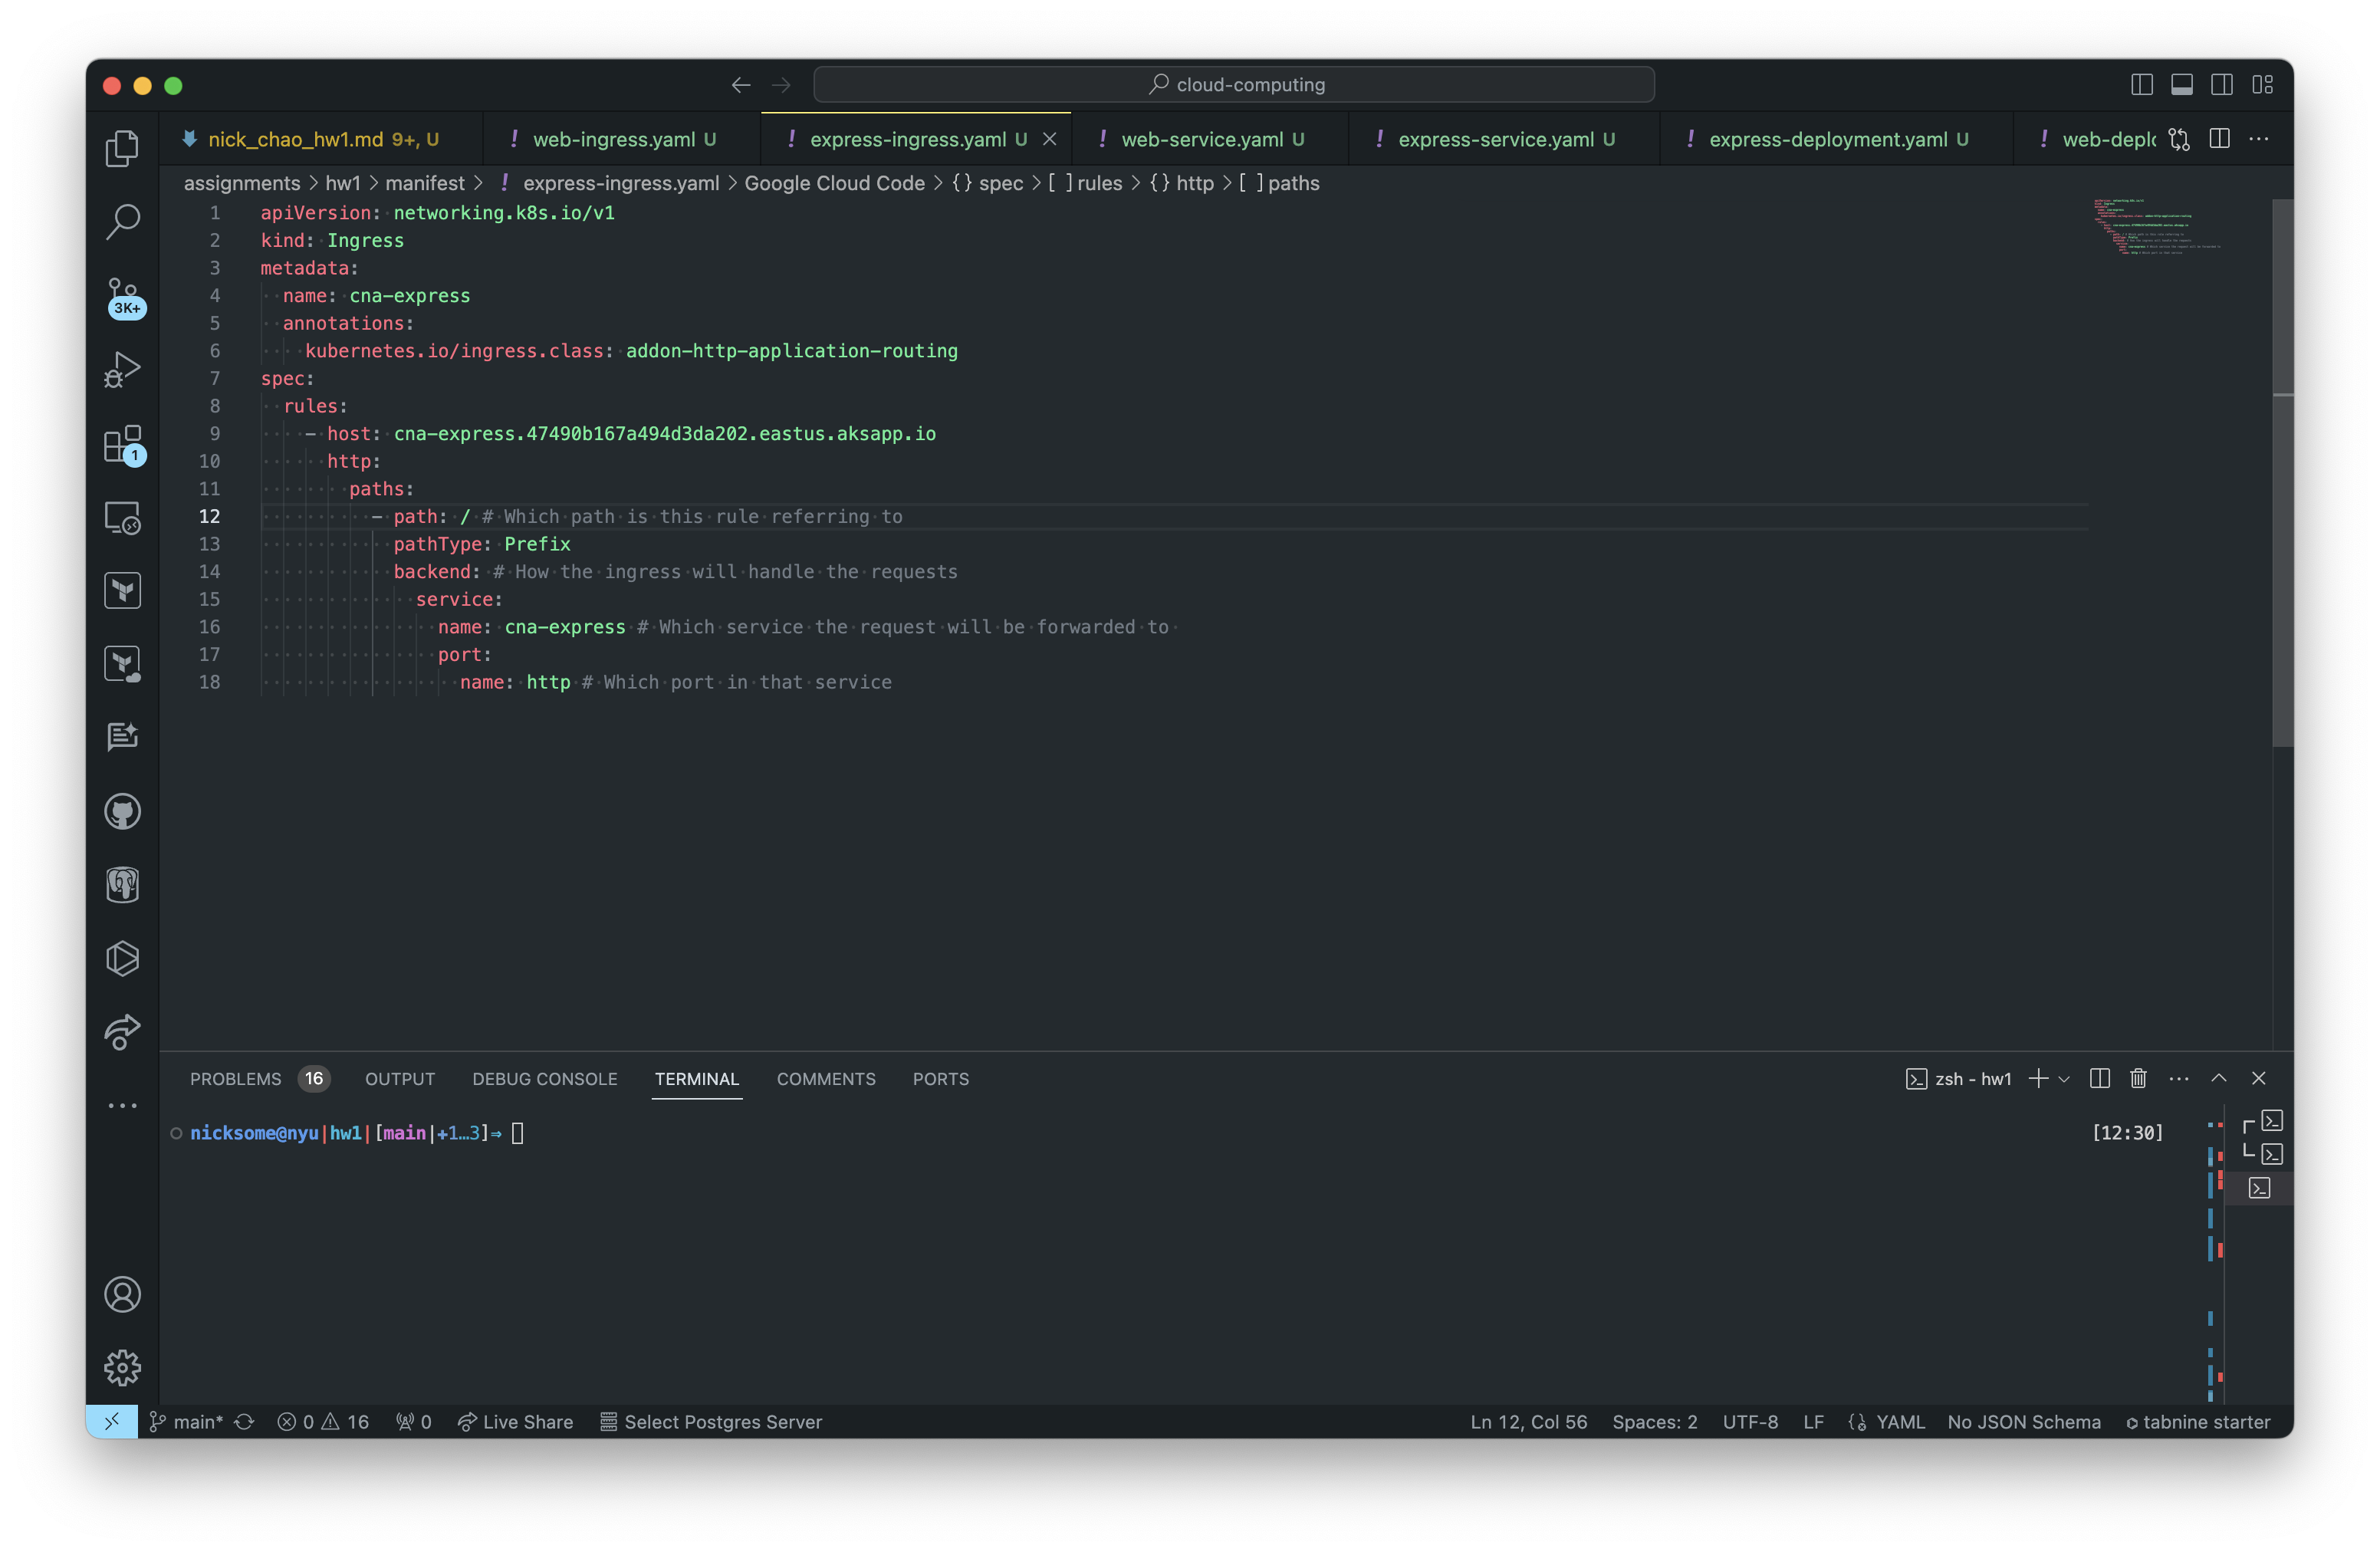 cloud-computing
nick_chao_hw1.md 9+, U
! web-ingress.yaml U
! express-ingress.yaml U
! web-service.yaml U
! express-service.yaml U
! express-deployment.yaml U
! web-depl
assignments > hw1 > manifest > ! express-ingress.yaml > Google Cloud Code > {} spec > [ ] rules > {} http > [ ] paths
1 apiVersion: networking.k8s.io/v1
2 kind: Ingress
3 metadata:
4   name: cna-express
5   annotations:
6     kubernetes.io/ingress.class: addon-http-application-routing
7 spec:
8   rules:
9     - host: cna-express.47490b167a494d3da202.eastus.aksapp.io
10       http:
11         paths:
12           - path: / # Which path is this rule referring to
13             pathType: Prefix
14             backend: # How the ingress will handle the requests
15               service:
16                 name: cna-express # Which service the request will be forwarded to
17                 port:
18                   name: http # Which port in that service
3K+
1
PROBLEMS 16 OUTPUT DEBUG CONSOLE TERMINAL COMMENTS PORTS
zsh - hw1
nicksome@nyu|hw1|[main|+1…3]⇒ [12:30]
main* 0 16 0 Live Share Select Postgres Server Ln 12, Col 56 Spaces: 2 UTF-8 LF YAML No JSON Schema tabnine starter